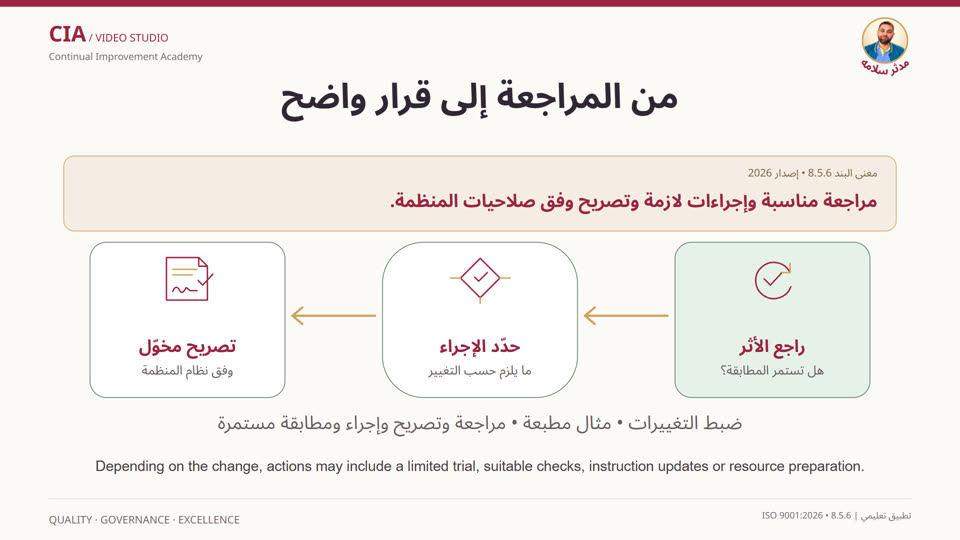 CIA / VIDEO STUDIO
Continual Improvement Academy
مدثر سلامه
من المراجعة إلى قرار واضح
معنى البند 8.5.6 • إصدار 2026
مراجعة مناسبة وإجراءات لازمة وتصريح وفق صلاحيات المنظمة.
راجع الأثر
هل تستمر المطابقة؟
حدّد الإجراء
ما يلزم حسب التغيير
تصريح مخوّل
وفق نظام المنظمة
ضبط التغييرات • مثال مطبعة • مراجعة وتصريح وإجراء ومطابقة مستمرة
Depending on the change, actions may include a limited trial, suitable checks, instruction updates or resource preparation.
QUALITY · GOVERNANCE · EXCELLENCE
تطبيق تعليمي | ISO 9001:2026 • 8.5.6